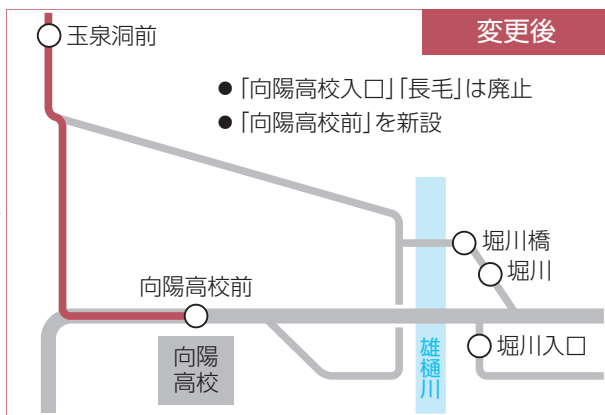 変更後
玉泉洞前
●「向陽高校入口」「長毛」は廃止
●「向陽高校前」を新設
堀川橋
堀川
向陽高校前
堀川入口
向陽
高校
雄樋川